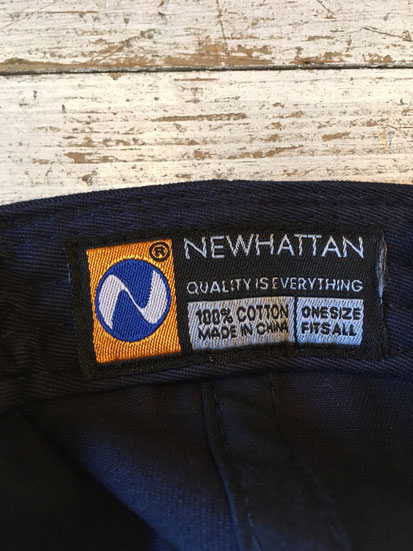 ®
NEWHATTAN
QUALITY IS EVERYTHING
100% COTTON
MADE IN CHINA
ONE SIZE
FITS ALL